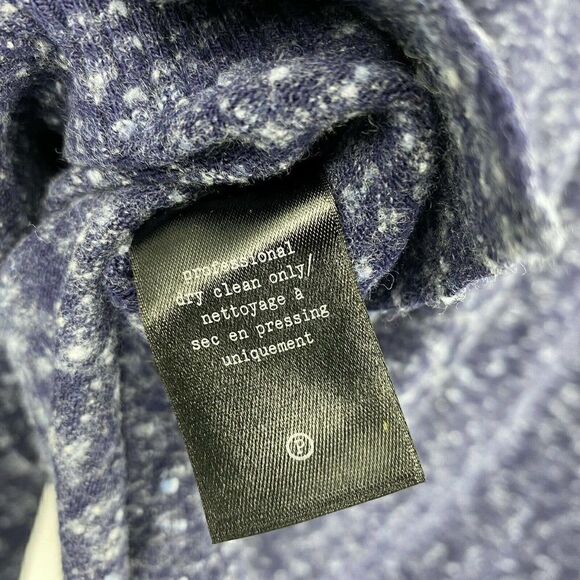 professional
dry clean only/
nettoyage à
sec en pressing
uniquement
P